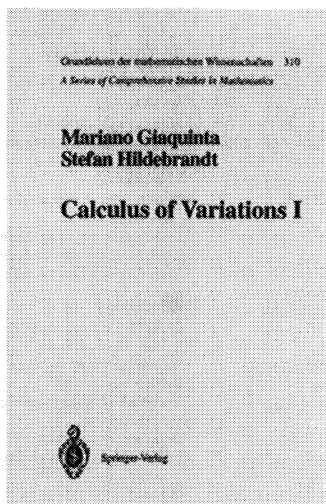 Grundlehren der mathematischen Wissenschaften 310
A Series of Comprehensive Studies in Mathematics
Mariano Giaquinta
Stefan Hildebrandt
Calculus of Variations I
Springer-Verlag